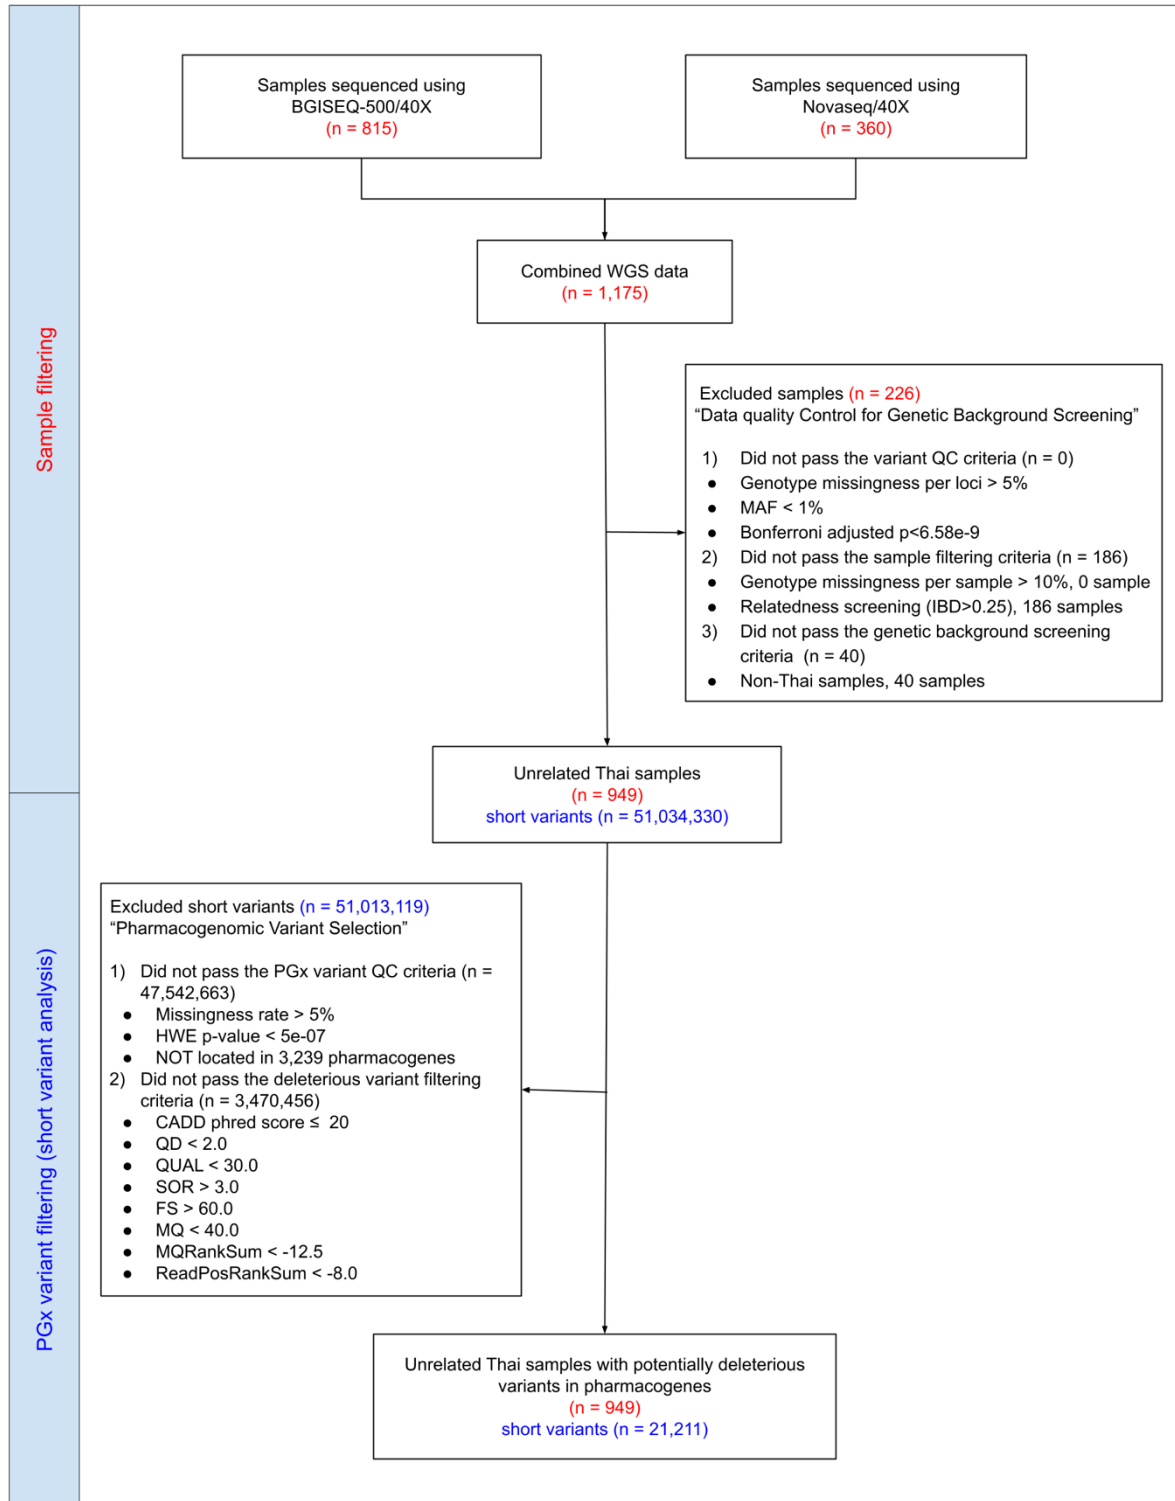 Sample filtering
Samples sequenced using
BGISEQ-500/40X
(n = 815)
Samples sequenced using
Novaseq/40X
(n = 360)
Combined WGS data
(n = 1,175)
Excluded samples (n = 226)
“Data quality Control for Genetic Background Screening”
1) Did not pass the variant QC criteria (n = 0)
● Genotype missingness per loci > 5%
● MAF < 1%
● Bonferroni adjusted p<6.58e-9
2) Did not pass the sample filtering criteria (n = 186)
● Genotype missingness per sample > 10%, 0 sample
● Relatedness screening (IBD>0.25), 186 samples
3) Did not pass the genetic background screening
criteria (n = 40)
● Non-Thai samples, 40 samples
Unrelated Thai samples
(n = 949)
short variants (n = 51,034,330)
PGx variant filtering (short variant analysis)
Excluded short variants (n = 51,013,119)
“Pharmacogenomic Variant Selection”
1) Did not pass the PGx variant QC criteria (n =
47,542,663)
● Missingness rate > 5%
● HWE p-value < 5e-07
● NOT located in 3,239 pharmacogenes
2) Did not pass the deleterious variant filtering
criteria (n = 3,470,456)
● CADD phred score ≤ 20
● QD < 2.0
● QUAL < 30.0
● SOR > 3.0
● FS > 60.0
● MQ < 40.0
● MQRankSum < -12.5
● ReadPosRankSum < -8.0
Unrelated Thai samples with potentially deleterious
variants in pharmacogenes
(n = 949)
short variants (n = 21,211)